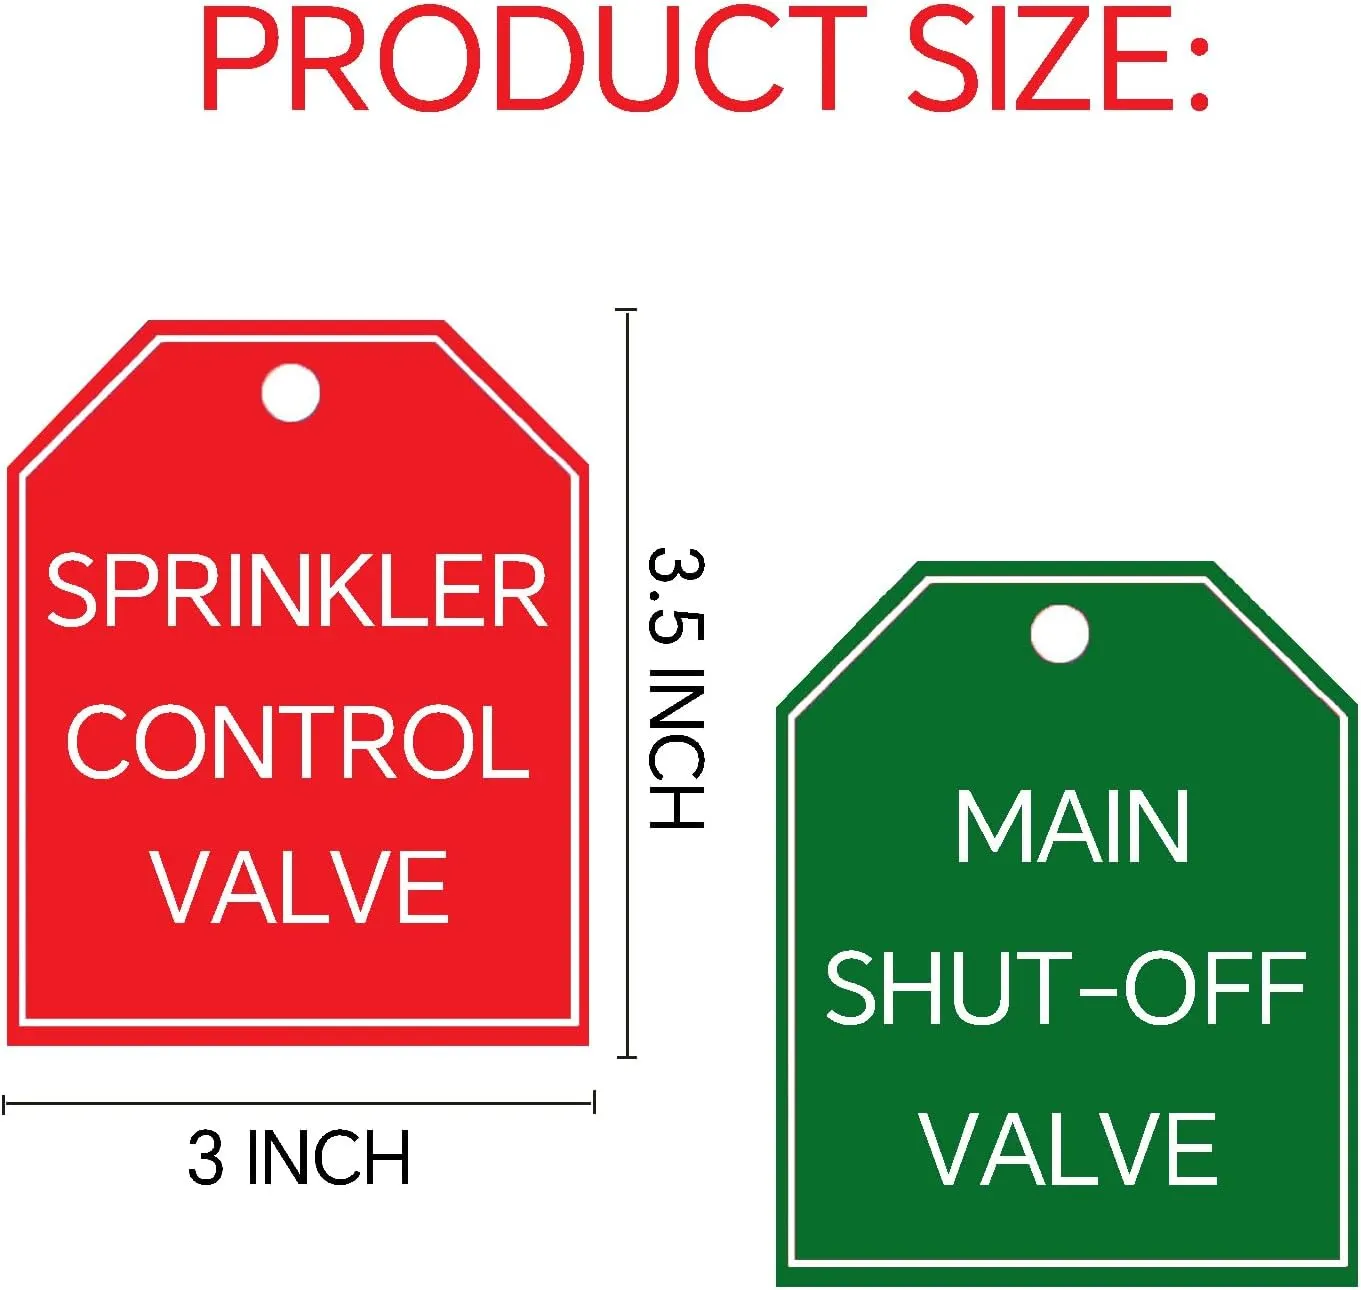 PRODUCT SIZE:
SPRINKLER
CONTROL
VALVE
3.5 INCH
3 INCH
MAIN
SHUT-OFF
VALVE